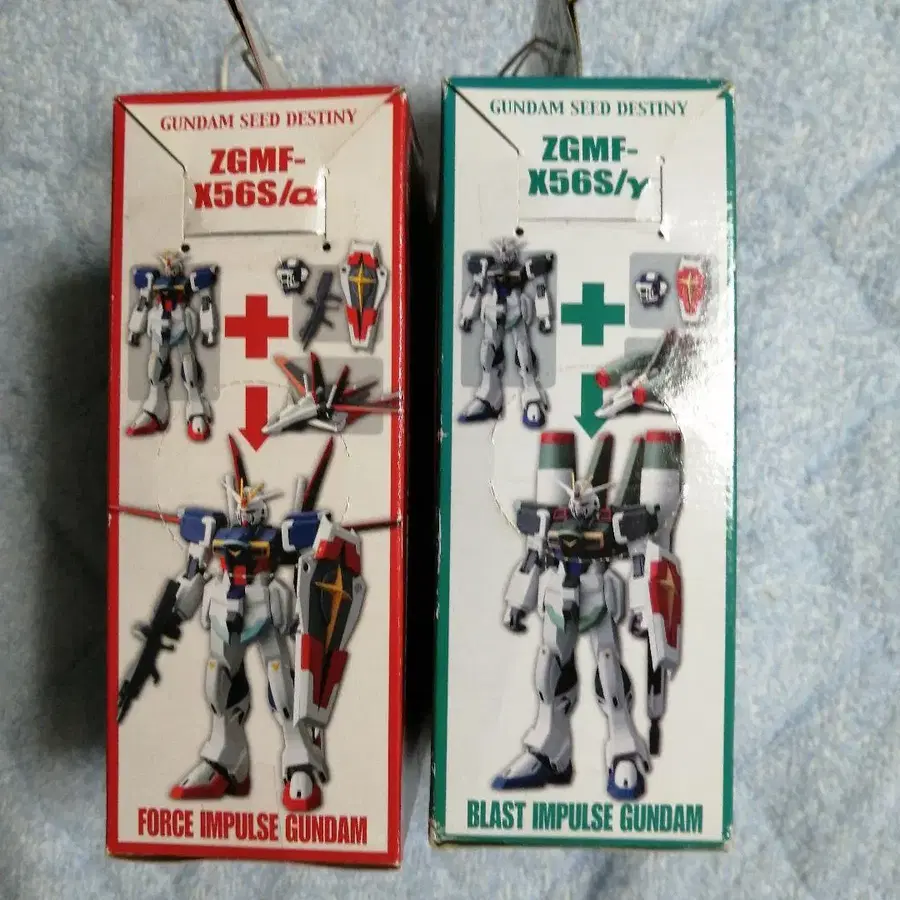 GUNDAM SEED DESTINY
ZGMF-
X56S/α
FORCE IMPULSE GUNDAM
GUNDAM SEED DESTINY
ZGMF-
X56S/γ
BLAST IMPULSE GUNDAM